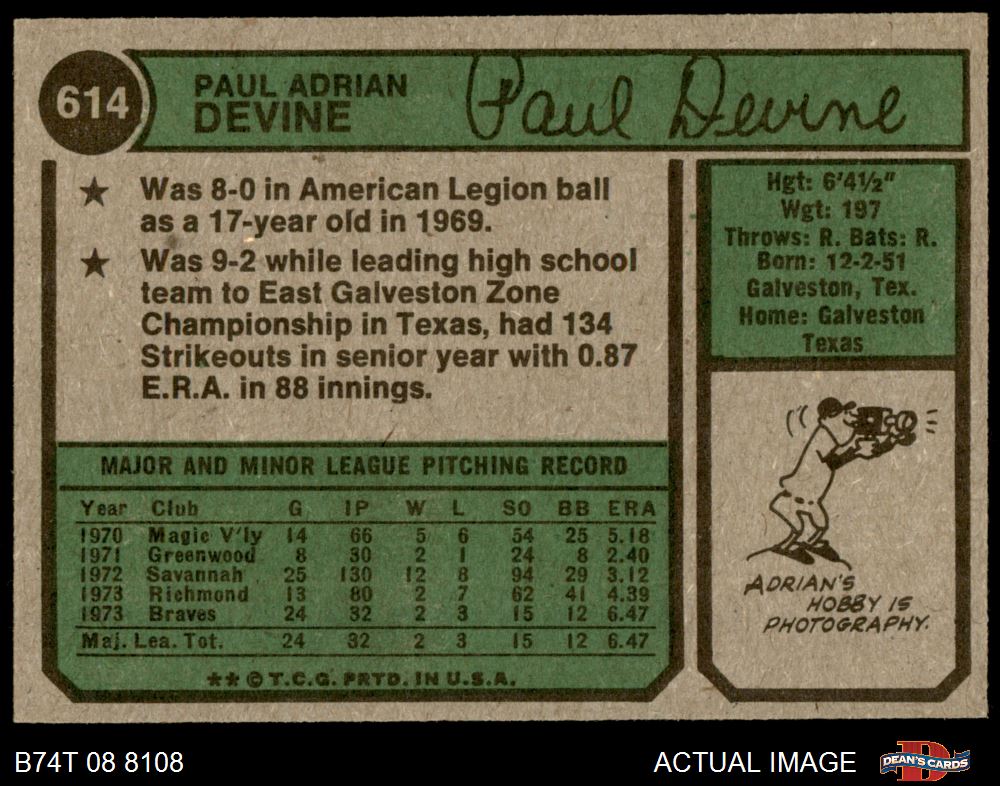 614
PAUL ADRIAN
DEVINE
Paul Devine
★ Was 8-0 in American Legion ball
as a 17-year old in 1969.
★ Was 9-2 while leading high school
team to East Galveston Zone
Championship in Texas, had 134
Strikeouts in senior year with 0.87
E.R.A. in 88 innings.
Hgt: 6'4½" 
Wgt: 197
Throws: R. Bats: R.
Born: 12-2-51
Galveston, Tex.
Home: Galveston
Texas
MAJOR AND MINOR LEAGUE PITCHING RECORD
Year Club G IP W L SO BB ERA
1970 Magic V'ly 14 66 5 6 54 25 5.18
1971 Greenwood 8 30 2 1 24 8 2.40
1972 Savannah 25 130 12 8 94 29 3.12
1973 Richmond 13 80 2 7 62 41 4.39
1973 Braves 24 32 2 3 15 12 6.47
Maj. Lea. Tot. 24 32 2 3 15 12 6.47
** © T.C.G. PRTD. IN U.S.A.
ADRIAN'S
HOBBY IS
PHOTOGRAPHY.
B74T 08 8108
ACTUAL IMAGE
D
DEAN'S CARDS